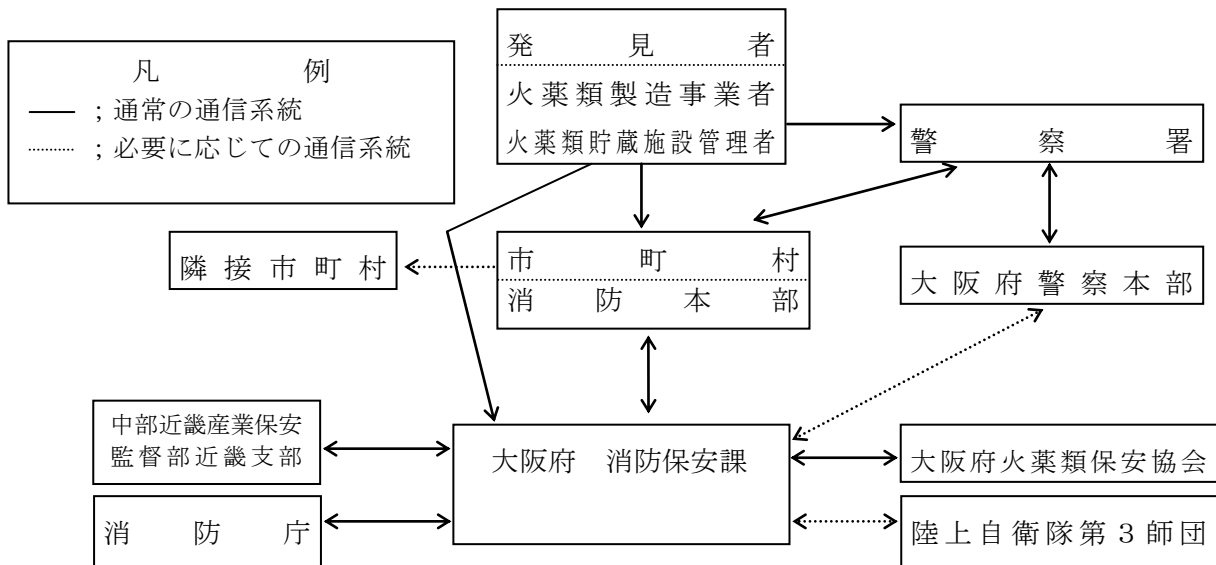 発見者
火薬類製造事業者
火薬類貯蔵施設管理者
凡例
；通常の通信系統
；必要に応じての通信系統
警察署
隣接市町村
市町村
消防本部
大阪府警察本部
中部近畿産業保安
監督部近畿支部
大阪府　消防保安課
大阪府火薬類保安協会
消防庁
陸上自衛隊第３師団